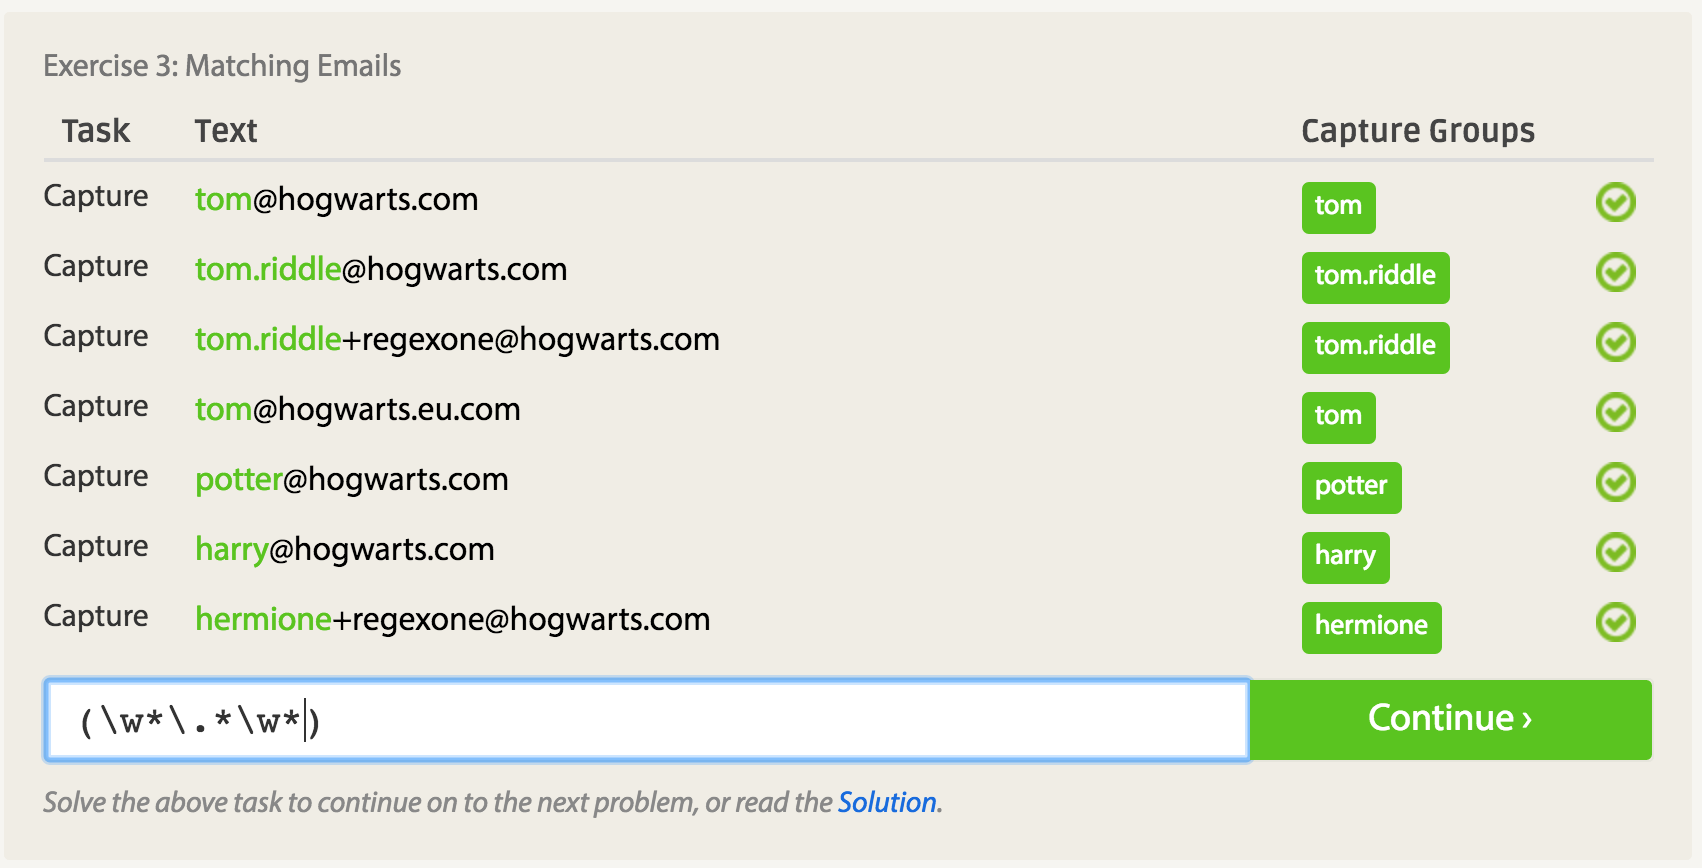 Exercise 3: Matching Emails
Task Text Capture Groups
Capture tom@hogwarts.com tom
Capture tom.riddle@hogwarts.com tom.riddle
Capture tom.riddle+regexone@hogwarts.com tom.riddle
Capture tom@hogwarts.eu.com tom
Capture potter@hogwarts.com potter
Capture harry@hogwarts.com harry
Capture hermione+regexone@hogwarts.com hermione
(\w*\.*\w*) Continue ›
Solve the above task to continue on to the next problem, or read the Solution.